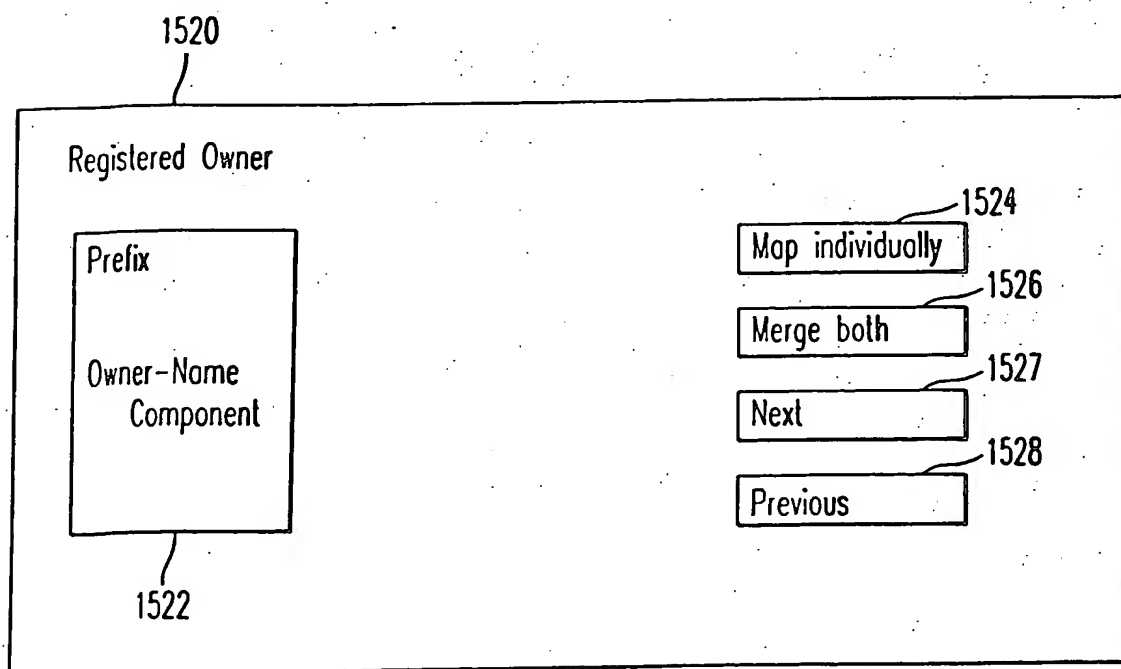 1520
Registered Owner
1524
Prefix
Map individually
1526
Owner-Name
Component
Merge both
1527
Next
1528
Previous
1522